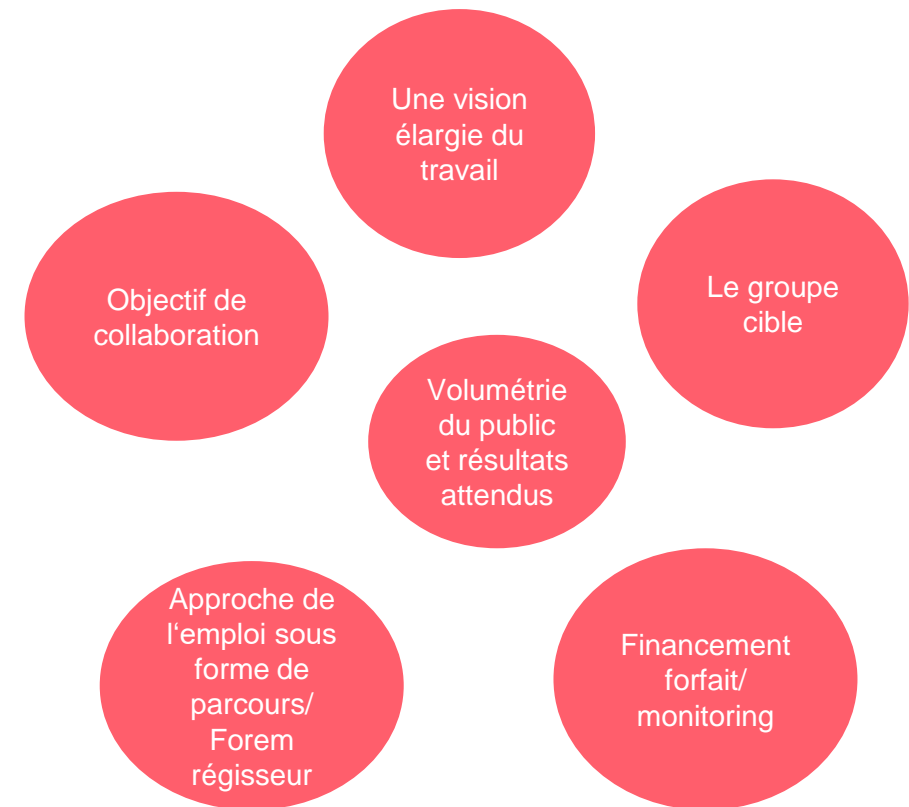 Une vision
élargie du
travail
Objectif de
collaboration
Le groupe
cible
Volumétrie
du public
et résultats
attendus
Approche de
l‘emploi sous
forme de
parcours/
Forem
régisseur
Financement
forfait/
monitoring